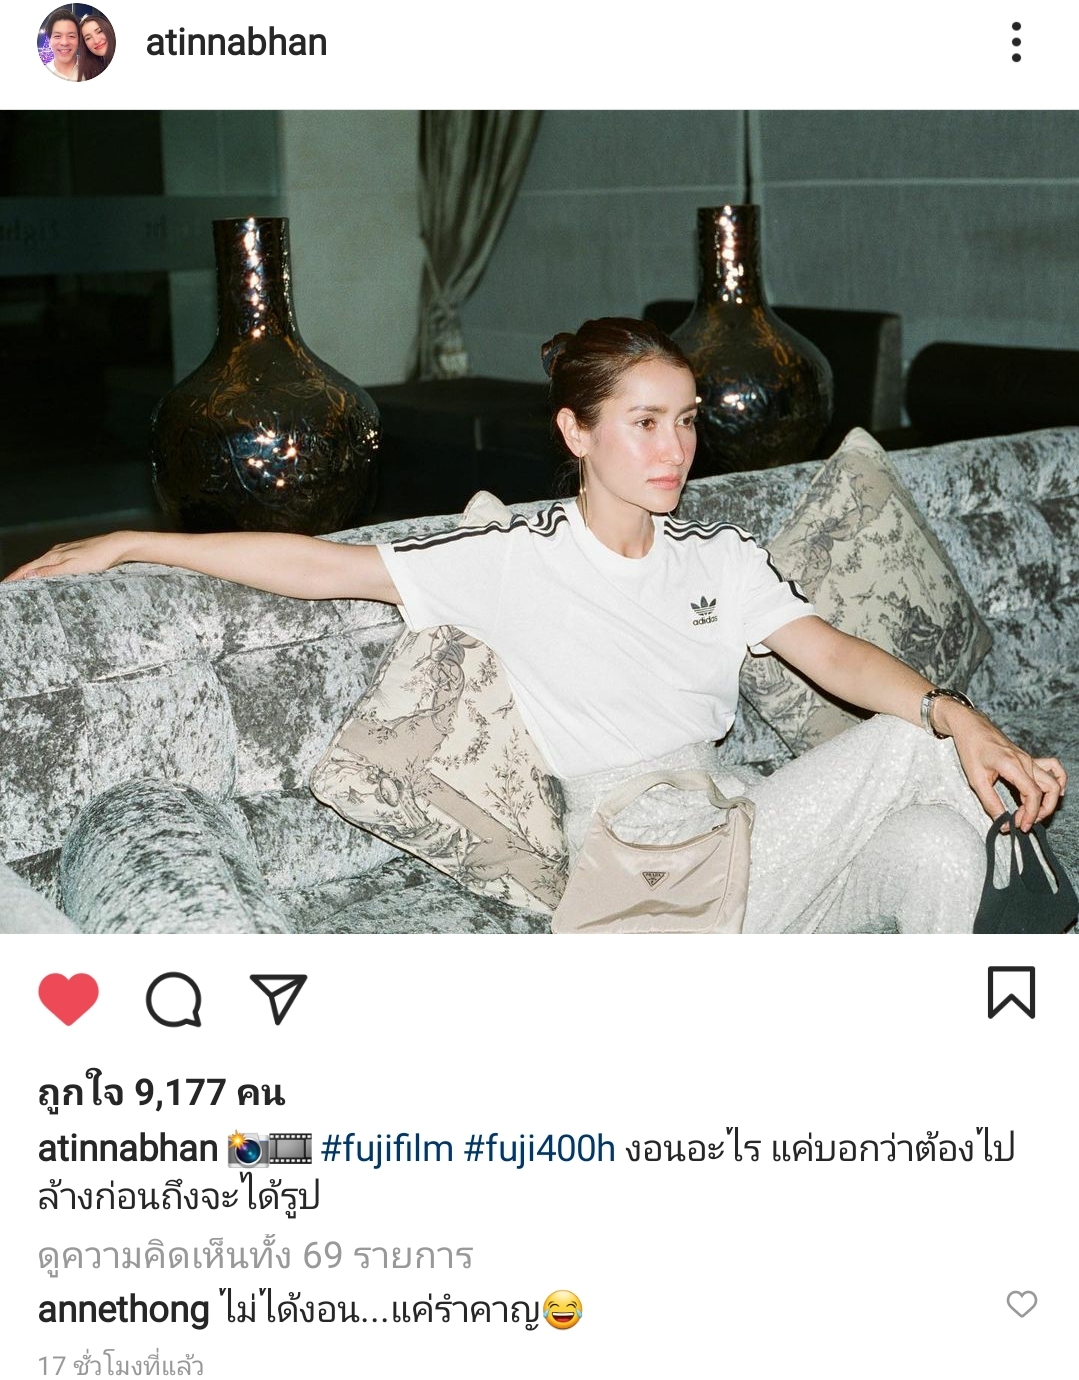 atinnabhan
adidas
PRADA
ถูกใจ 9,177 คน
atinnabhan 📸🎞️ #fujifilm #fuji400h งอนอะไร แค่บอกว่าต้องไป
ล้างก่อนถึงจะได้รูป
ดูความคิดเห็นทั้ง 69 รายการ
annethong ไม่ได้งอน...แค่รำคาญ😂
17 ชั่วโมงที่แล้ว